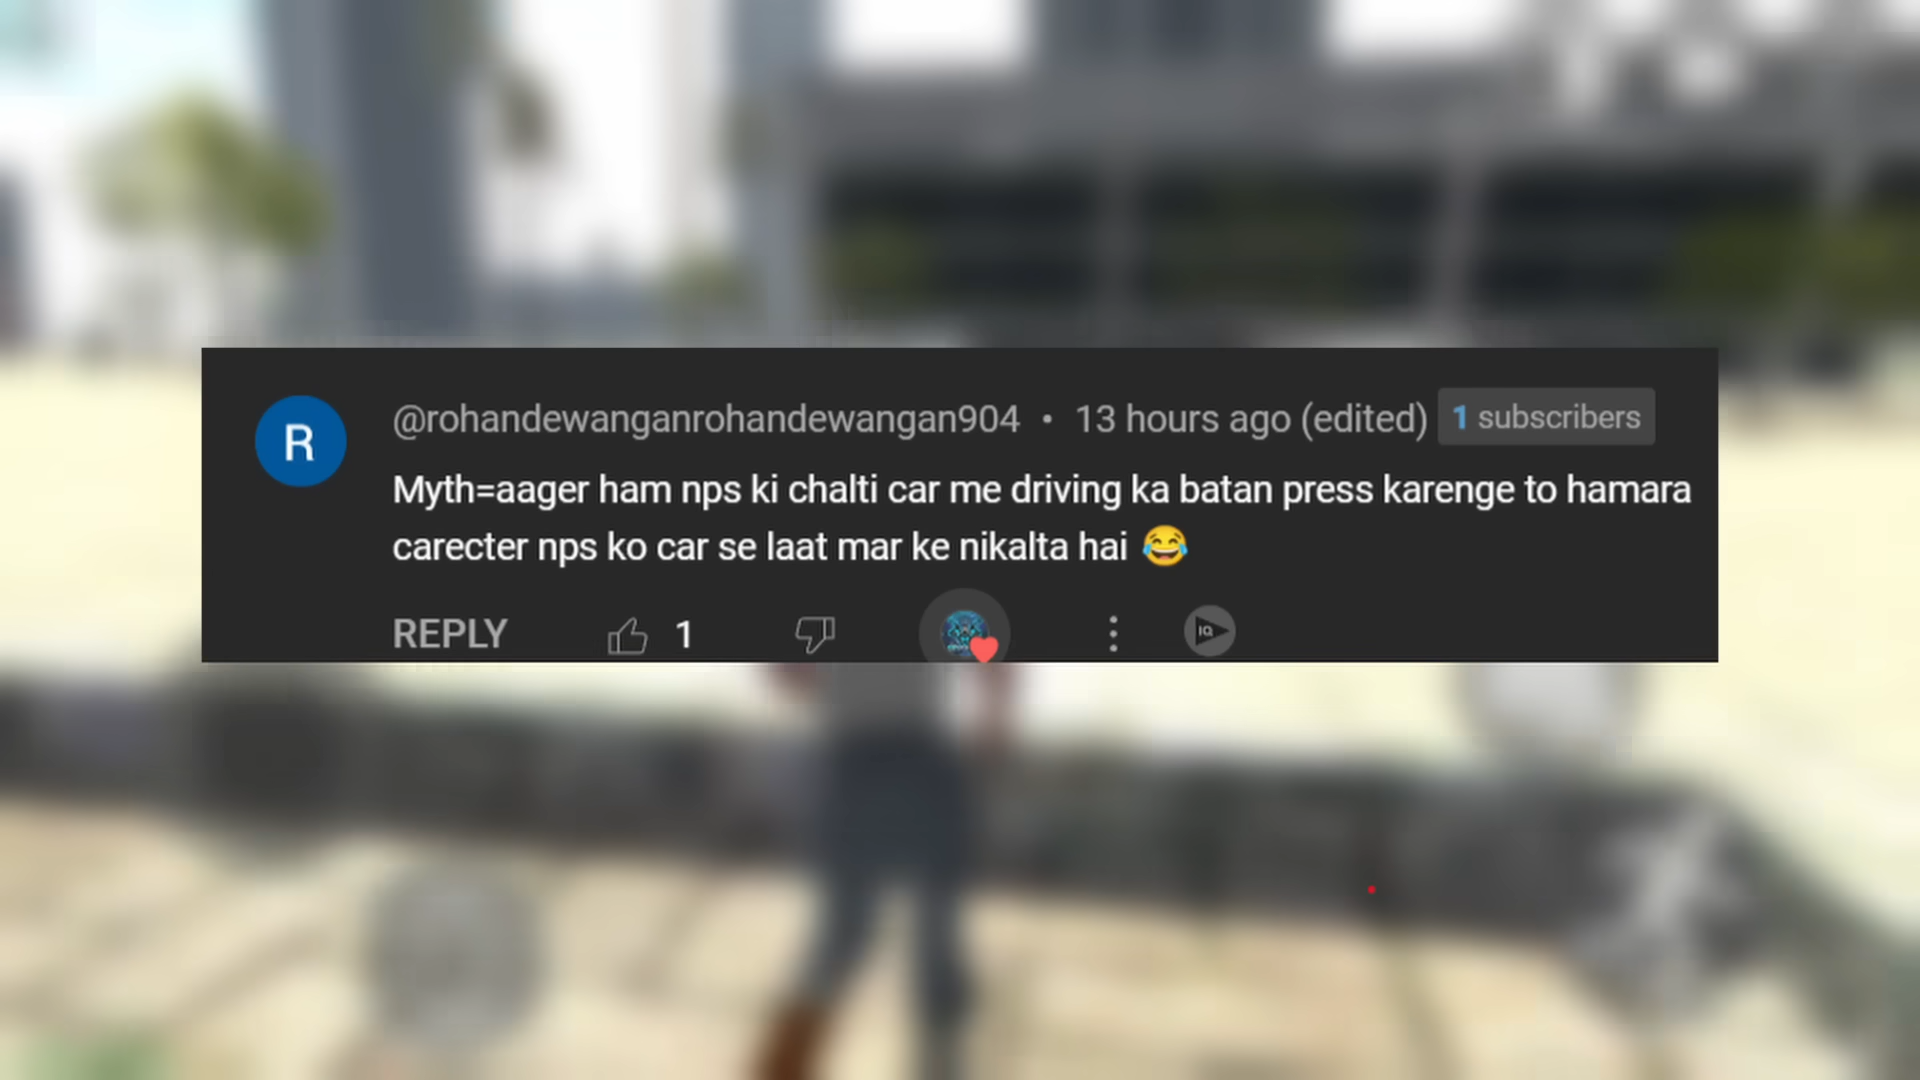 R
@rohandewanganrohandewangan904 • 13 hours ago (edited) 1 subscribers
Myth=aager ham nps ki chalti car me driving ka batan press karenge to hamara
carecter nps ko car se laat mar ke nikalta hai 😂
REPLY 1 IQ